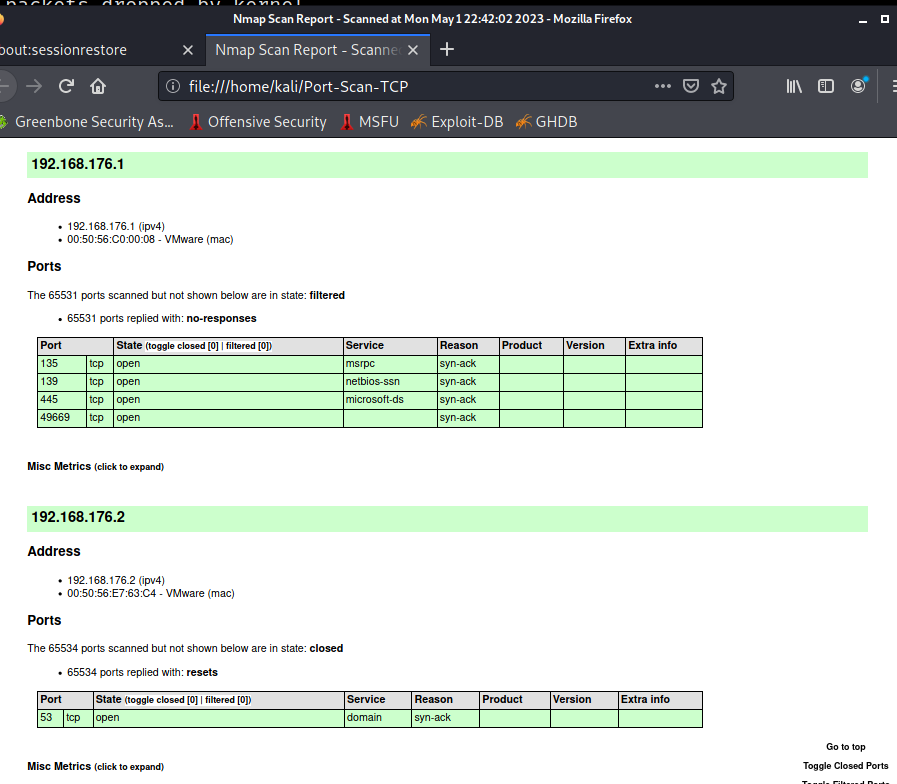 packets dropped by kernel
Nmap Scan Report - Scanned at Mon May 1 22:42:02 2023 - Mozilla Firefox
bout:sessionrestore
Nmap Scan Report - Scanne
file:///home/kali/Port-Scan-TCP
Greenbone Security As... Offensive Security MSFU Exploit-DB GHDB
192.168.176.1
Address
• 192.168.176.1 (ipv4)
• 00:50:56:C0:00:08 - VMware (mac)
Ports
The 65531 ports scanned but not shown below are in state: filtered
• 65531 ports replied with: no-responses
Port State (toggle closed [0] | filtered [0]) Service Reason Product Version Extra info
135 tcp open msrpc syn-ack
139 tcp open netbios-ssn syn-ack
445 tcp open microsoft-ds syn-ack
49669 tcp open syn-ack
Misc Metrics (click to expand)
192.168.176.2
Address
• 192.168.176.2 (ipv4)
• 00:50:56:E7:63:C4 - VMware (mac)
Ports
The 65534 ports scanned but not shown below are in state: closed
• 65534 ports replied with: resets
Port State (toggle closed [0] | filtered [0]) Service Reason Product Version Extra info
53 tcp open domain syn-ack
Go to top
Misc Metrics (click to expand)
Toggle Closed Ports
Toggle Filtered Ports